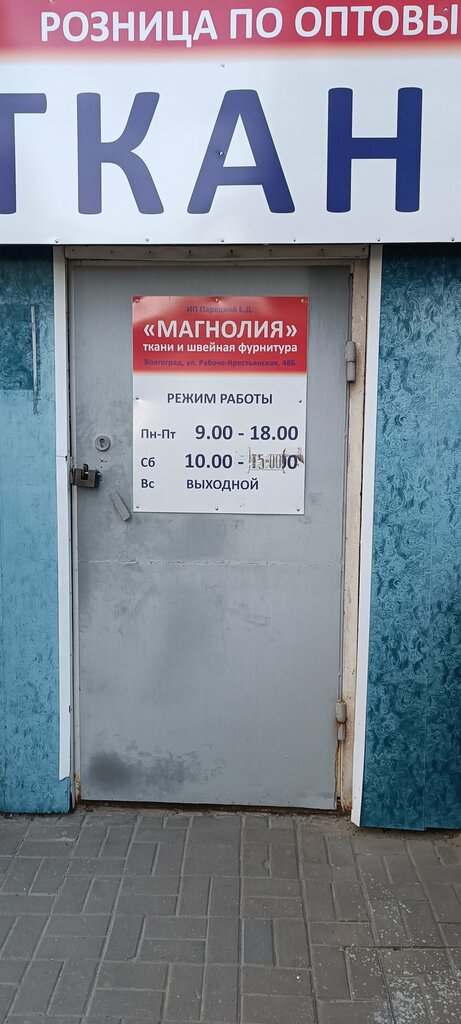 РОЗНИЦА ПО ОПТОВЫ
ТКАН
ИП Парецкий Е.Д.
«МАГНОЛИЯ»
ткани и швейная фурнитура
Волгоград, ул. Рабоче-Крестьянская, 48Б
РЕЖИМ РАБОТЫ
Пн-Пт 9.00 - 18.00
Сб 10.00 - 15.00
Вс ВЫХОДНОЙ